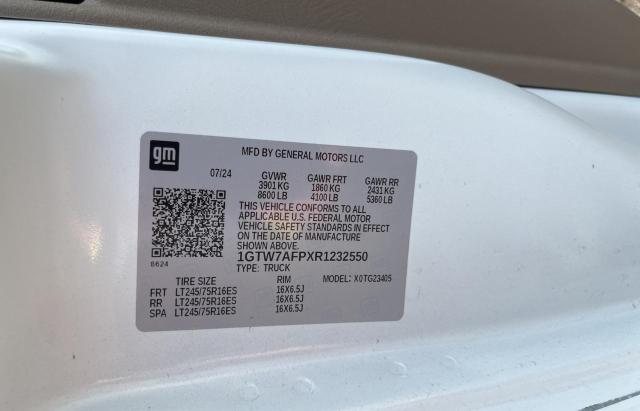 gm
MFD BY GENERAL MOTORS LLC
07/24 GVWR GAWR FRT GAWR RR
3901 KG 1860 KG 2431 KG
8600 LB 4100 LB 5360 LB
THIS VEHICLE CONFORMS TO ALL
APPLICABLE U.S. FEDERAL MOTOR
VEHICLE SAFETY STANDARDS IN EFFECT
ON THE DATE OF MANUFACTURE
SHOWN ABOVE.
1GTW7AFPXR1232550
8624
TYPE: TRUCK MODEL: X0TG23405
TIRE SIZE RIM
FRT LT245/75R16ES 16X6.5J
RR LT245/75R16ES 16X6.5J
SPA LT245/75R16ES 16X6.5J